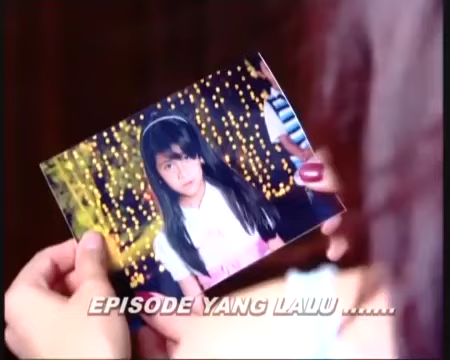 EPISODE YANG LALU .......